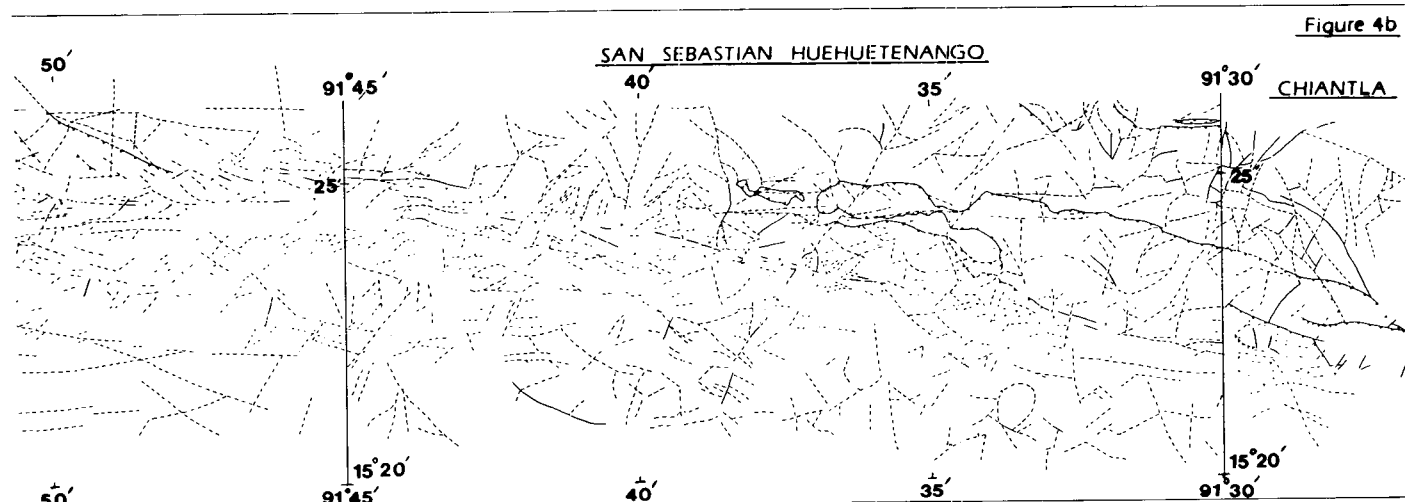 Figure 4b
SAN SEBASTIAN HUEHUETENANGO
50′ 91°45′ 40′ 35′ 91°30′
CHIANTLA
25 25
15°20′ 15°20′
50′ 91°45′ 40′ 35′ 91°30′